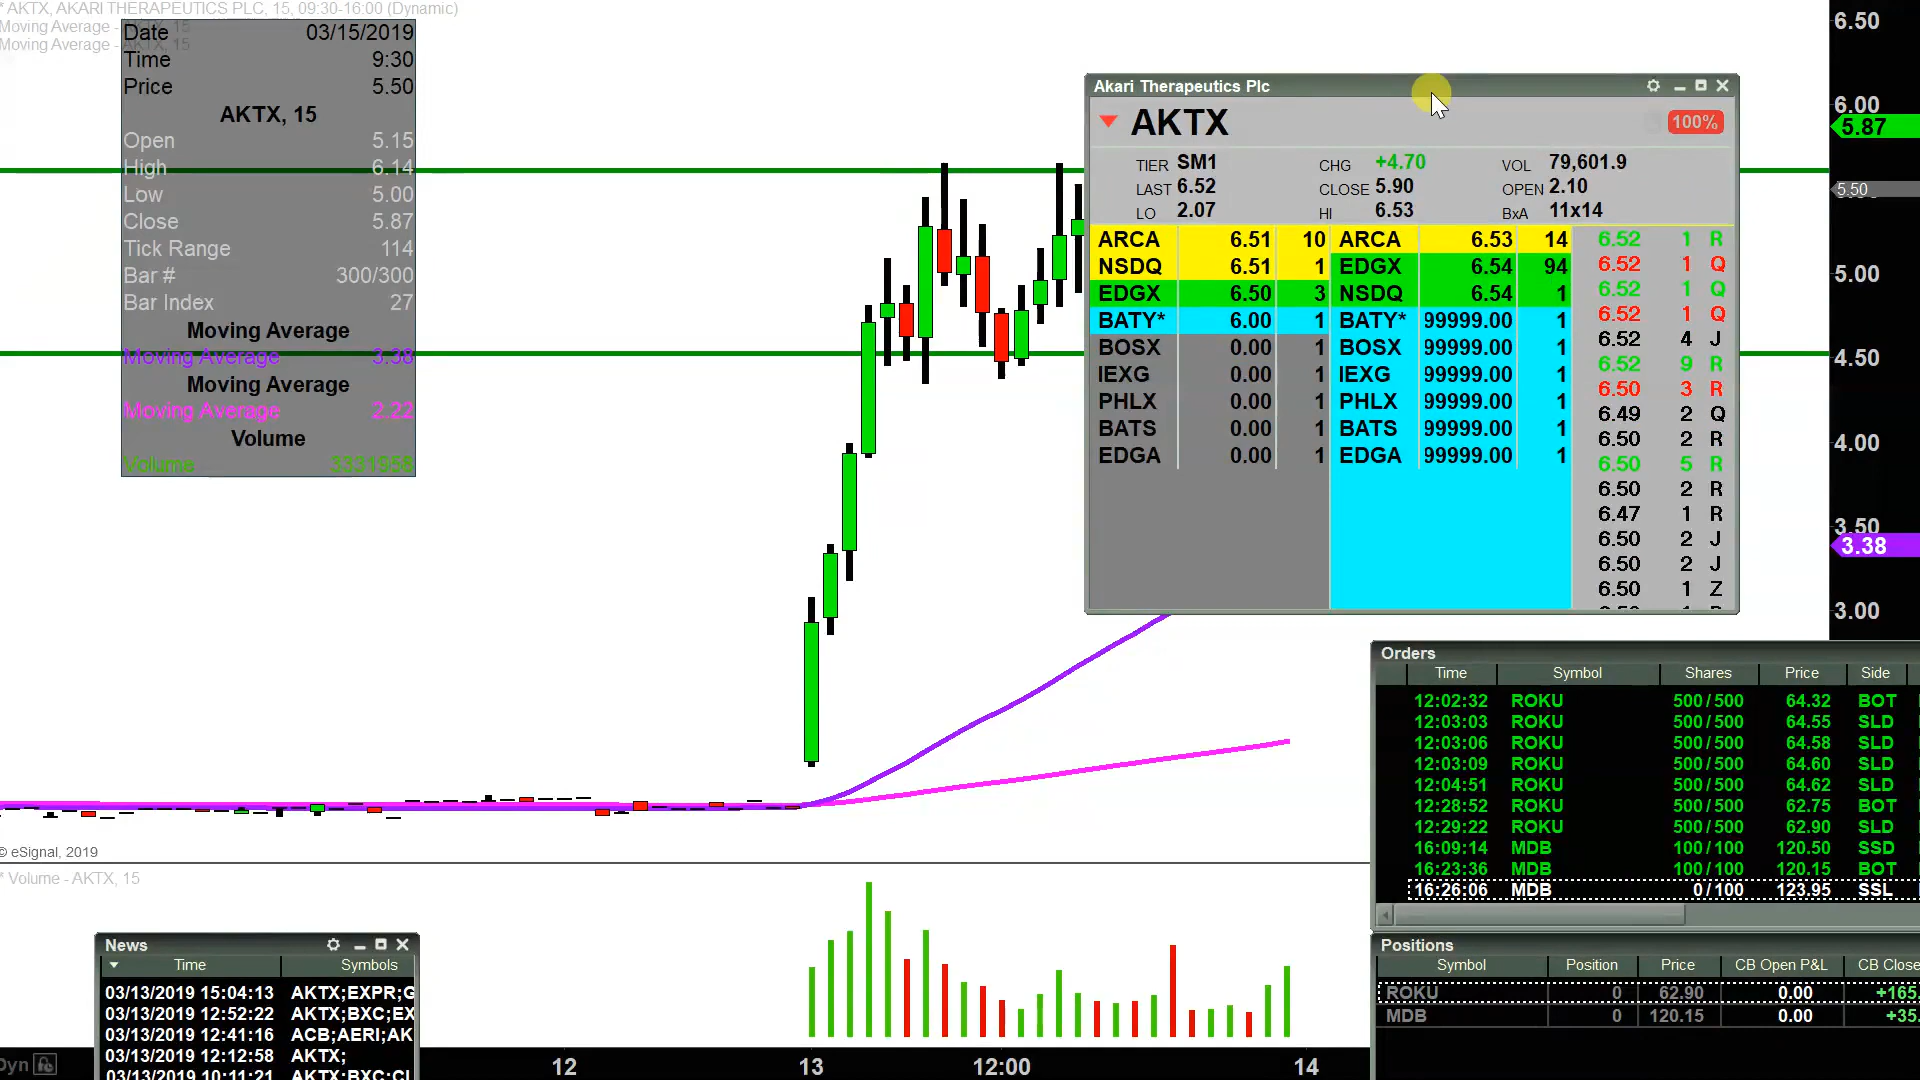 * AKTX, AKARI THERAPEUTICS PLC, 15, 09:30-16:00 (Dynamic)
Moving Average - AKTX, 15
Moving Average - AKTX, 15
Date 03/15/2019
Time 9:30
Price 5.50
AKTX, 15
Open 5.15
High 6.14
Low 5.00
Close 5.87
Tick Range 114
Bar # 300/300
Bar Index 27
Moving Average
Moving Average 3.38
Moving Average
Moving Average 2.22
Volume
Volume 3331558
Akari Therapeutics Plc
AKTX 100%
TIER SM1 CHG +4.70 VOL 79,601.9
LAST 6.52 CLOSE 5.90 OPEN 2.10
LO 2.07 HI 6.53 BxA 11x14
ARCA 6.51 10 ARCA 6.53 14
NSDQ 6.51 1 EDGX 6.54 94
EDGX 6.50 3 NSDQ 6.54 1
BATY* 6.00 1 BATY* 99999.00 1
BOSX 0.00 1 BOSX 99999.00 1
IEXG 0.00 1 IEXG 99999.00 1
PHLX 0.00 1 PHLX 99999.00 1
BATS 0.00 1 BATS 99999.00 1
EDGA 0.00 1 EDGA 99999.00 1
6.52 1 R
6.52 1 Q
6.52 1 Q
6.52 1 Q
6.52 4 J
6.52 9 R
6.50 3 R
6.49 2 Q
6.50 2 R
6.50 5 R
6.50 2 R
6.47 1 R
6.50 2 J
6.50 2 J
6.50 1 Z
6.50
6.00
5.87
5.50
5.00
4.50
4.00
3.50
3.38
3.00
Orders
Time Symbol Shares Price Side
12:02:32 ROKU 500/500 64.32 BOT
12:03:03 ROKU 500/500 64.55 SLD
12:03:06 ROKU 500/500 64.58 SLD
12:03:09 ROKU 500/500 64.60 SLD
12:04:51 ROKU 500/500 64.62 SLD
12:28:52 ROKU 500/500 62.75 BOT
12:29:22 ROKU 500/500 62.90 SLD
16:09:14 MDB 100/100 120.50 SSD
16:23:36 MDB 100/100 120.15 BOT
16:26:06 MDB 0/100 123.95 SSL
Positions
Symbol Position Price CB Open P&L CB Close
ROKU 0 62.90 0.00 +165.
MDB 0 120.15 0.00 +35.
© eSignal, 2019
* Volume - AKTX, 15
News
Time Symbols
03/13/2019 15:04:13 AKTX;EXPR;G
03/13/2019 12:52:22 AKTX;BXC;EX
03/13/2019 12:41:16 ACB;AERI;AK
03/13/2019 12:12:58 AKTX;
03/13/2019 10:11:21 AKTX;BXC;CL
Dyn
12 13 12:00 14